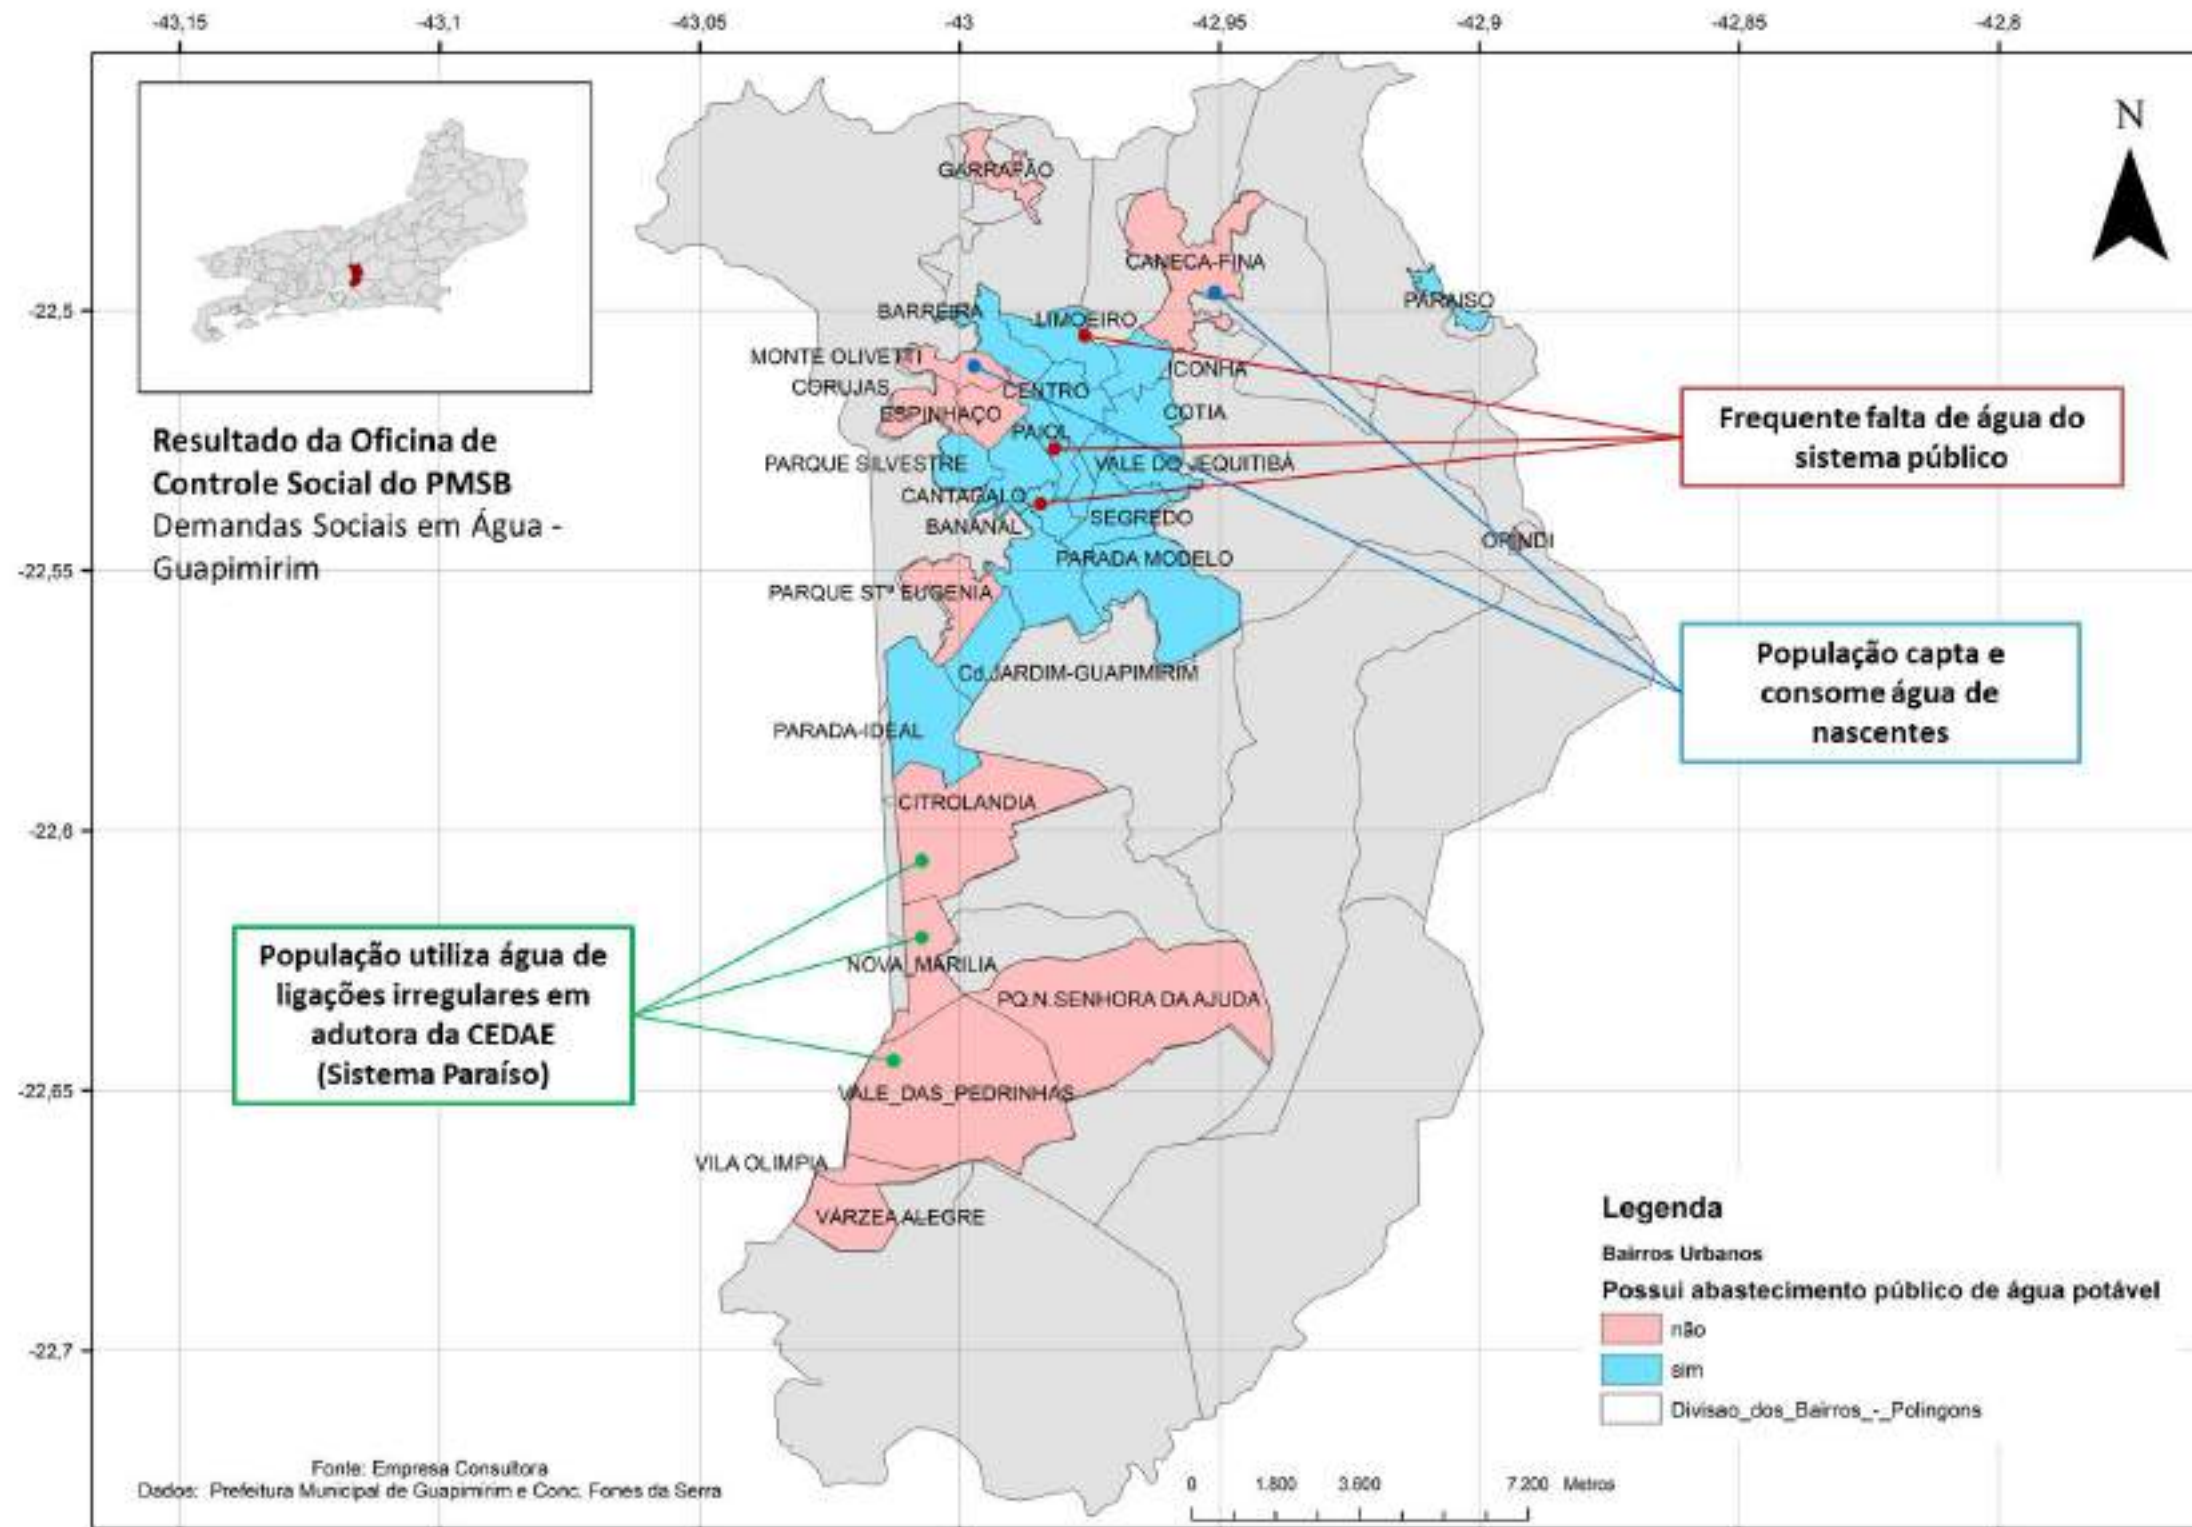 -43,15 -43,1 -43,05 -43 -42,95 -42,9 -42,85 -42,8
N
GARRAFÃO
CANECA-FINA
PARAISO
-22,5
BARREIRA
LIMOEIRO
MONTE OLIVETTI
ICONHA
CORUJAS
CENTRO
ESPINHAÇO
COTIA
PAIOL
PARQUE SILVESTRE
VALE DO JEQUITIBÁ
CANTAGALO
BANANAL
SEGREDO
ORINDI
PARADA MODELO
-22,55
PARQUE STª EUGENIA
Cd.JARDIM-GUAPIMIRIM
PARADA-IDEAL
CITROLANDIA
-22,6
NOVA_MARILIA
PQ.N.SENHORA DA AJUDA
-22,65
VALE_DAS_PEDRINHAS
VILA OLIMPIA
VÁRZEA ALEGRE
-22,7
Resultado da Oficina de
Controle Social do PMSB
Demandas Sociais em Água -
Guapimirim
Frequente falta de água do
sistema público
População capta e
consome água de
nascentes
População utiliza água de
ligações irregulares em
adutora da CEDAE
(Sistema Paraíso)
Legenda
Bairros Urbanos
Possui abastecimento público de água potável
não
sim
Divisao_dos_Bairros_-_Polingons
Fonte: Empresa Consultora
Dados: Prefeitura Municipal de Guapimirim e Conc. Fones da Serra
0 1.800 3.600 7.200 Metros